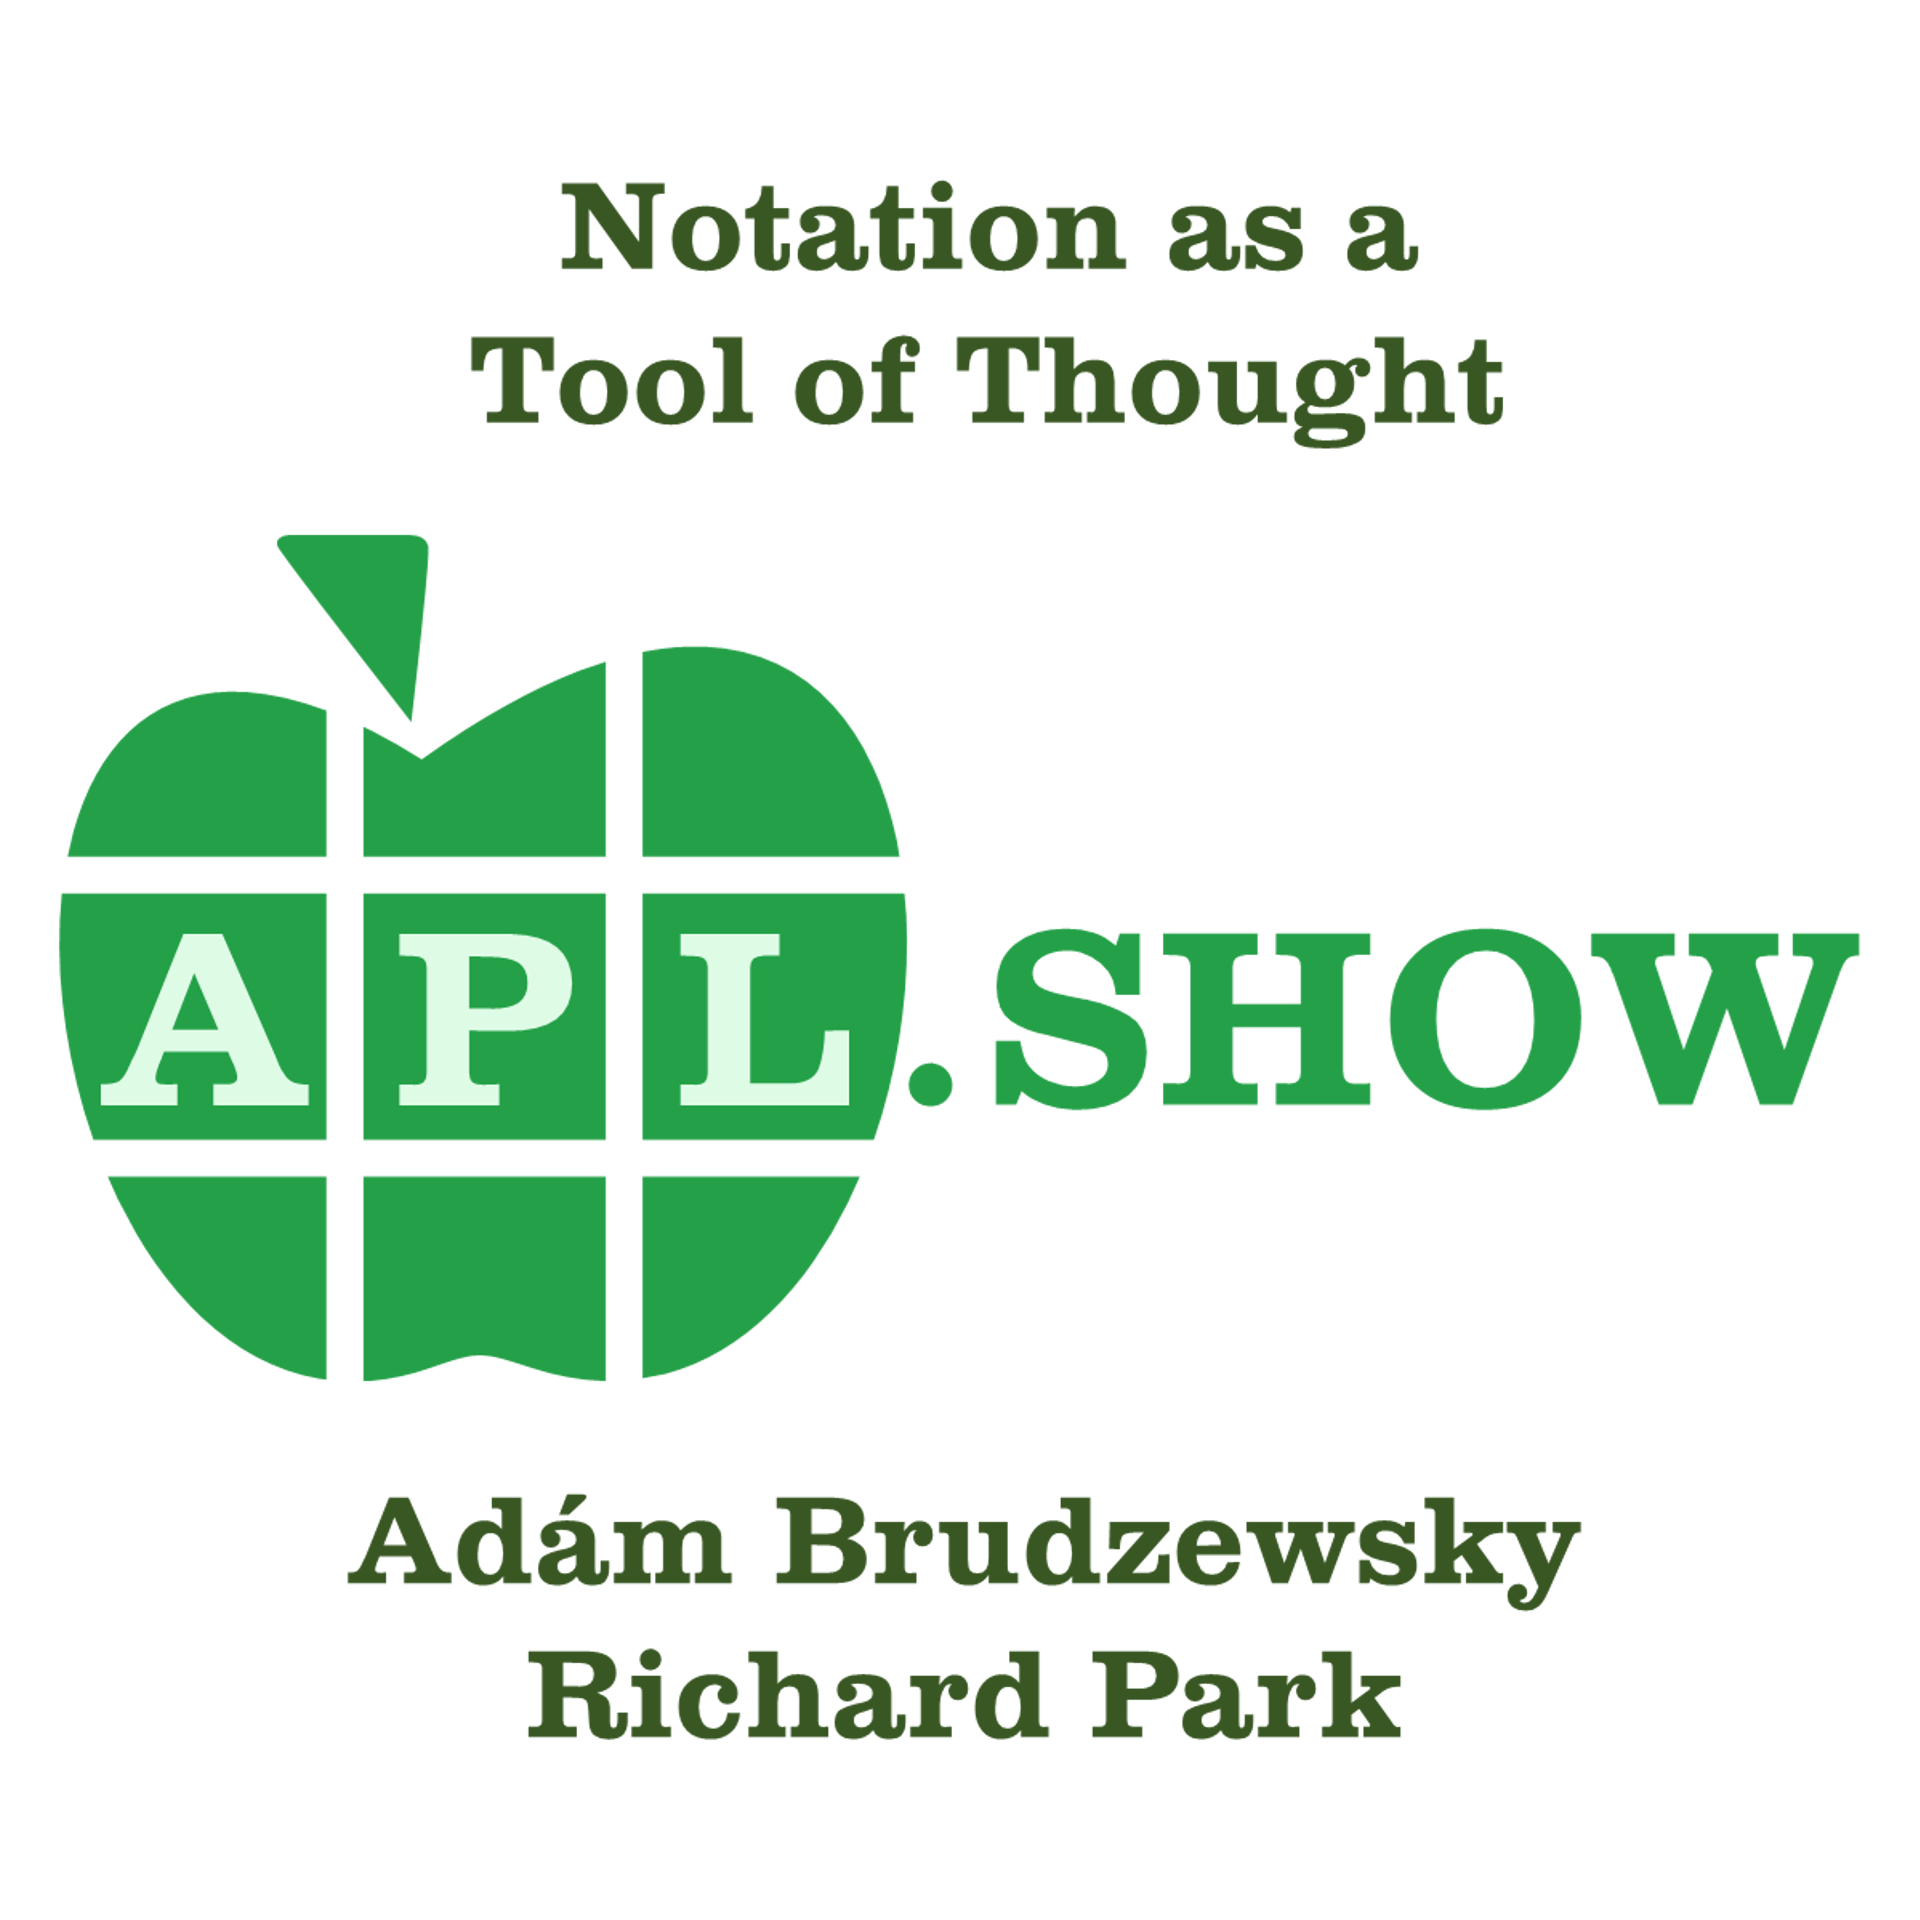 Notation as a
Tool of Thought
APL.SHOW
Adám Brudzewsky
Richard Park